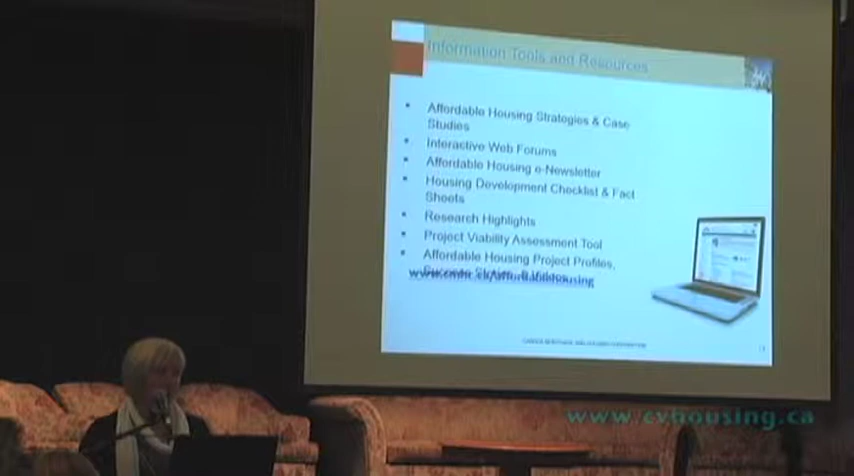 Information Tools and Resources
Affordable Housing Strategies & Case
Studies
Interactive Web Forums
Affordable Housing e-Newsletter
Housing Development Checklist & Fact
Sheets
Research Highlights
Project Viability Assessment Tool
Affordable Housing Project Profiles,
www.cvhousing.ca